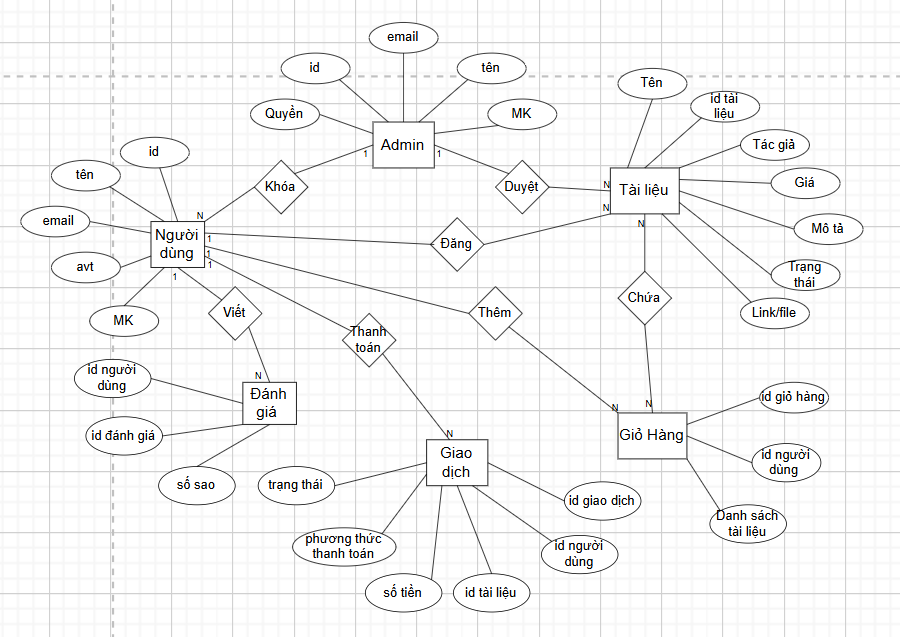 email
id
tên
Quyền
MK
Admin
1
1
Tên
id tài
liệu
Tác giả
Giá
Mô tả
Trạng
thái
Link/file
Tài liệu
N
N
N
Khóa
Duyệt
id
tên
email
avt
MK
Người
dùng
N
1
1
1
1
Đăng
Viết
Thanh
toán
Thêm
Chứa
id người
dùng
id đánh giá
số sao
N
Đánh
giá
N
Giao
dịch
trạng thái
phương thức
thanh toán
số tiền
id tài liệu
id người
dùng
id giao dịch
N
N
Giỏ Hàng
id giỏ hàng
id người
dùng
Danh sách
tài liệu